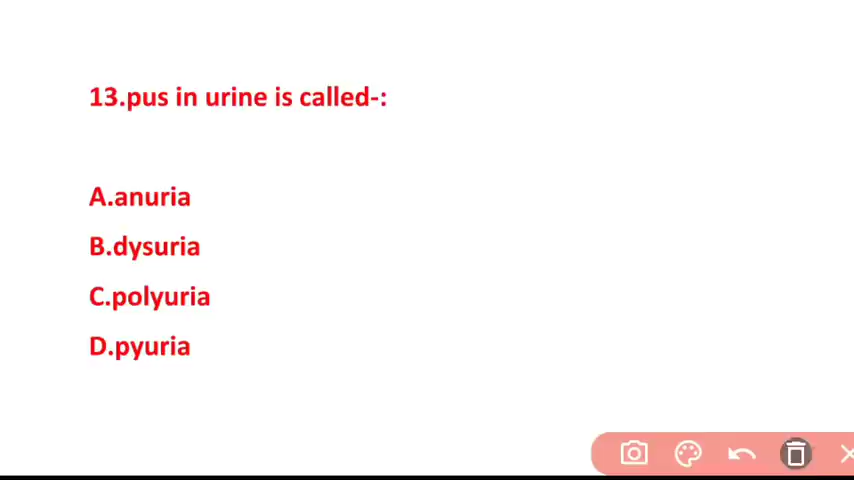 13.pus in urine is called-:
A.anuria
B.dysuria
C.polyuria
D.pyuria